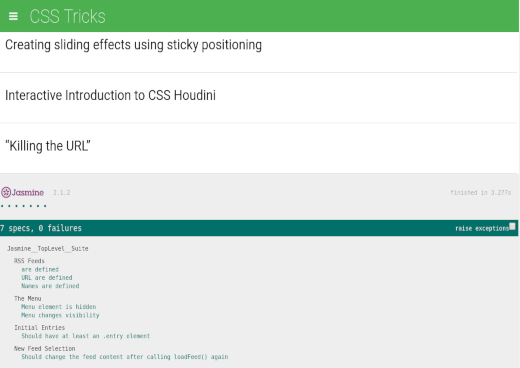 CSS Tricks
Creating sliding effects using sticky positioning
Interactive Introduction to CSS Houdini
“Killing the URL”
Jasmine 2.1.2 finished in 3.277s
7 specs, 0 failures raise exceptions
Jasmine__TopLevel__Suite
RSS Feeds
are defined
URL are defined
Names are defined
The Menu
Menu element is hidden
Menu changes visibility
Initial Entries
Should have at least an .entry element
New Feed Selection
Should change the feed content after calling loadFeed() again